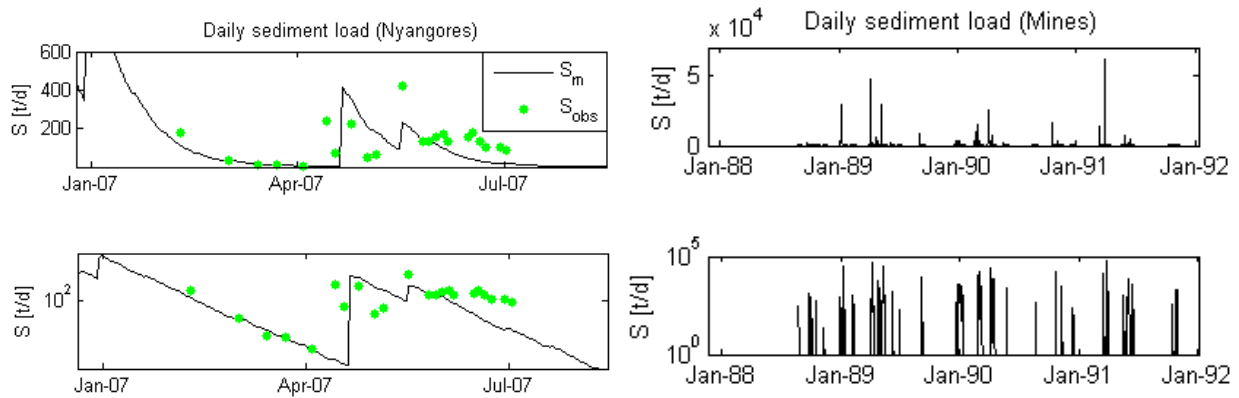 Daily sediment load (Nyangores)
600
400
200
S [t/d]
S_m
S_obs
Jan-07
Apr-07
Jul-07
x 10^4
Daily sediment load (Mines)
5
0
S [t/d]
Jan-88
Jan-89
Jan-90
Jan-91
Jan-92
10^2
S [t/d]
Jan-07
Apr-07
Jul-07
10^5
10^0
S [t/d]
Jan-88
Jan-89
Jan-90
Jan-91
Jan-92